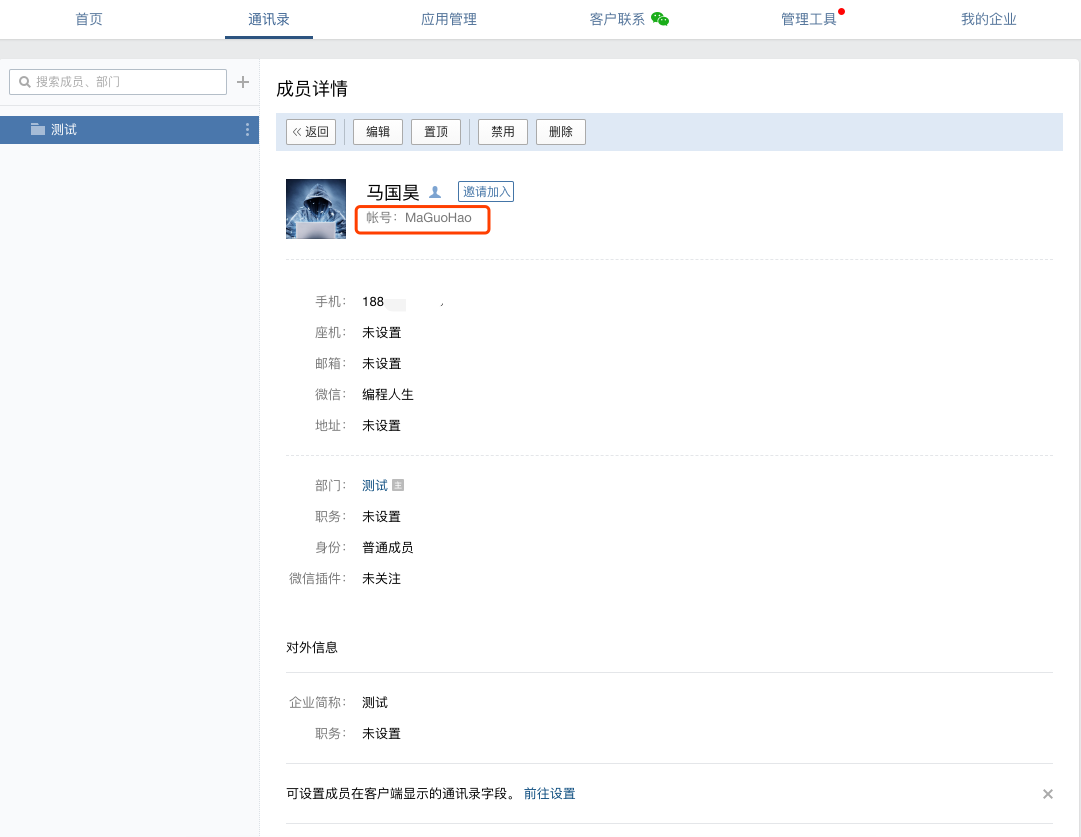 首页 通讯录 应用管理 客户联系 管理工具 我的企业
搜索成员、部门
测试
成员详情
返回 编辑 置顶 禁用 删除
马国昊 邀请加入
帐号：MaGuoHao
手机： 188
座机： 未设置
邮箱： 未设置
微信： 编程人生
地址： 未设置
部门： 测试 主
职务： 未设置
身份： 普通成员
微信插件： 未关注
对外信息
企业简称： 测试
职务： 未设置
可设置成员在客户端显示的通讯录字段。 前往设置